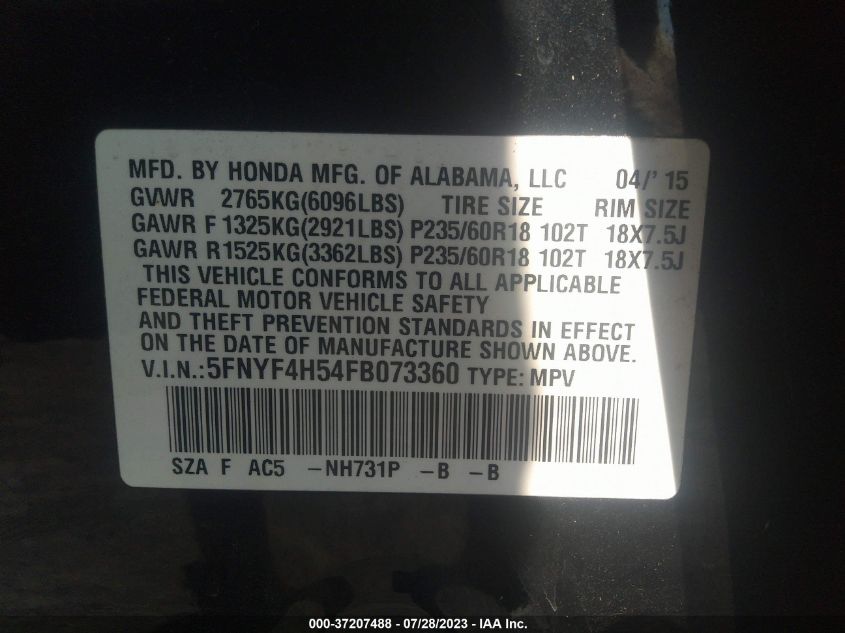 MFD. BY HONDA MFG. OF ALABAMA, LLC 04/' 15
GVWR 2765KG(6096LBS) TIRE SIZE RIM SIZE
GAWR F 1325KG(2921LBS) P235/60R18 102T 18X7.5J
GAWR R1525KG(3362LBS) P235/60R18 102T 18X7.5J
THIS VEHICLE CONFORMS TO ALL APPLICABLE
FEDERAL MOTOR VEHICLE SAFETY
AND THEFT PREVENTION STANDARDS IN EFFECT
ON THE DATE OF MANUFACTURE SHOWN ABOVE.
V.I.N.:5FNYF4H54FB073360 TYPE: MPV
SZA F AC5 -NH731P -B -B
000-37207488 - 07/28/2023 - IAA Inc.